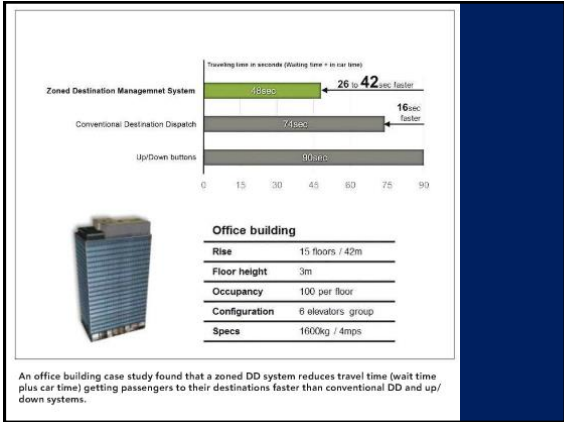 Traveling time in seconds (Waiting time + in car time)
Zoned Destination Managemnet System
48sec
26 to 42sec faster
Conventional Destination Dispatch
74sec
16sec
faster
Up/Down buttons
90sec
0 15 30 45 60 75 90
Office building
Rise 15 floors / 42m
Floor height 3m
Occupancy 100 per floor
Configuration 6 elevators group
Specs 1600kg / 4mps
An office building case study found that a zoned DD system reduces travel time (wait time
plus car time) getting passengers to their destinations faster than conventional DD and up/
down systems.